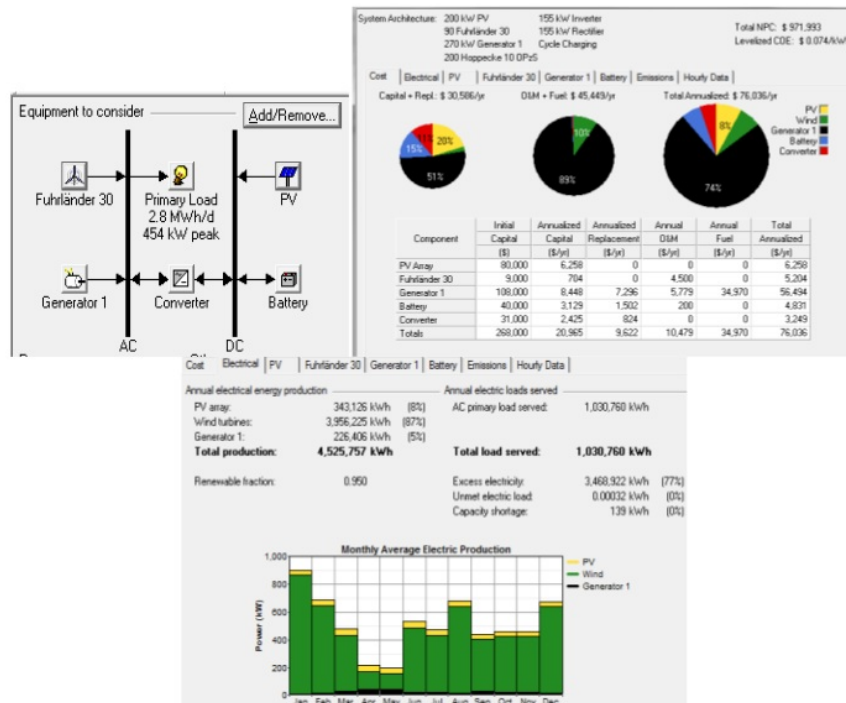 Equipment to consider
Add/Remove...
Fuhrländer 30
Primary Load
2.8 MWh/d
454 kW peak
PV
Generator 1
Converter
Battery
AC
DC
System Architecture: 200 kW PV 155 kW Inverter
90 Fuhrländer 30 155 kW Rectifier
270 kW Generator 1 Cycle Charging
200 Hoppecke 10 OPzS
Total NPC: $ 971,993
Levelized COE: $ 0.074/kW
Cost Electrical PV Fuhrländer 30 Generator 1 Battery Emissions Hourly Data
Capital + Repl.: $ 30,586/yr O&M + Fuel: $ 45,449/yr Total Annualized: $ 76,036/yr
11% 20%
15%
51%
10%
89%
8%
74%
PV
Wind
Generator 1
Battery
Converter
Component Initial Capital ($) Annualized Capital ($/yr) Annualized Replacement ($/yr) Annual O&M ($/yr) Annual Fuel ($/yr) Total Annualized ($/yr)
PV Array 80,000 6,258 0 0 0 6,258
Fuhrländer 30 9,000 704 0 4,500 0 5,204
Generator 1 108,000 8,448 7,296 5,779 34,970 56,494
Battery 40,000 3,129 1,502 200 0 4,831
Converter 31,000 2,425 824 0 0 3,249
Totals 268,000 20,965 9,622 10,479 34,970 76,036
Cost Electrical PV Fuhrländer 30 Generator 1 Battery Emissions Hourly Data
Annual electrical energy production
PV array: 343,126 kWh (8%)
Wind turbines: 3,956,225 kWh (87%)
Generator 1: 226,406 kWh (5%)
Total production: 4,525,757 kWh
Renewable fraction: 0.950
Annual electric loads served
AC primary load served: 1,030,760 kWh
Total load served: 1,030,760 kWh
Excess electricity: 3,468,922 kWh (77%)
Unmet electric load: 0.00032 kWh (0%)
Capacity shortage: 139 kWh (0%)
Monthly Average Electric Production
1,000
800
600
400
200
0
Power (kW)
PV
Wind
Generator 1
Jan Feb Mar Apr May Jun Jul Aug Sep Oct Nov Dec